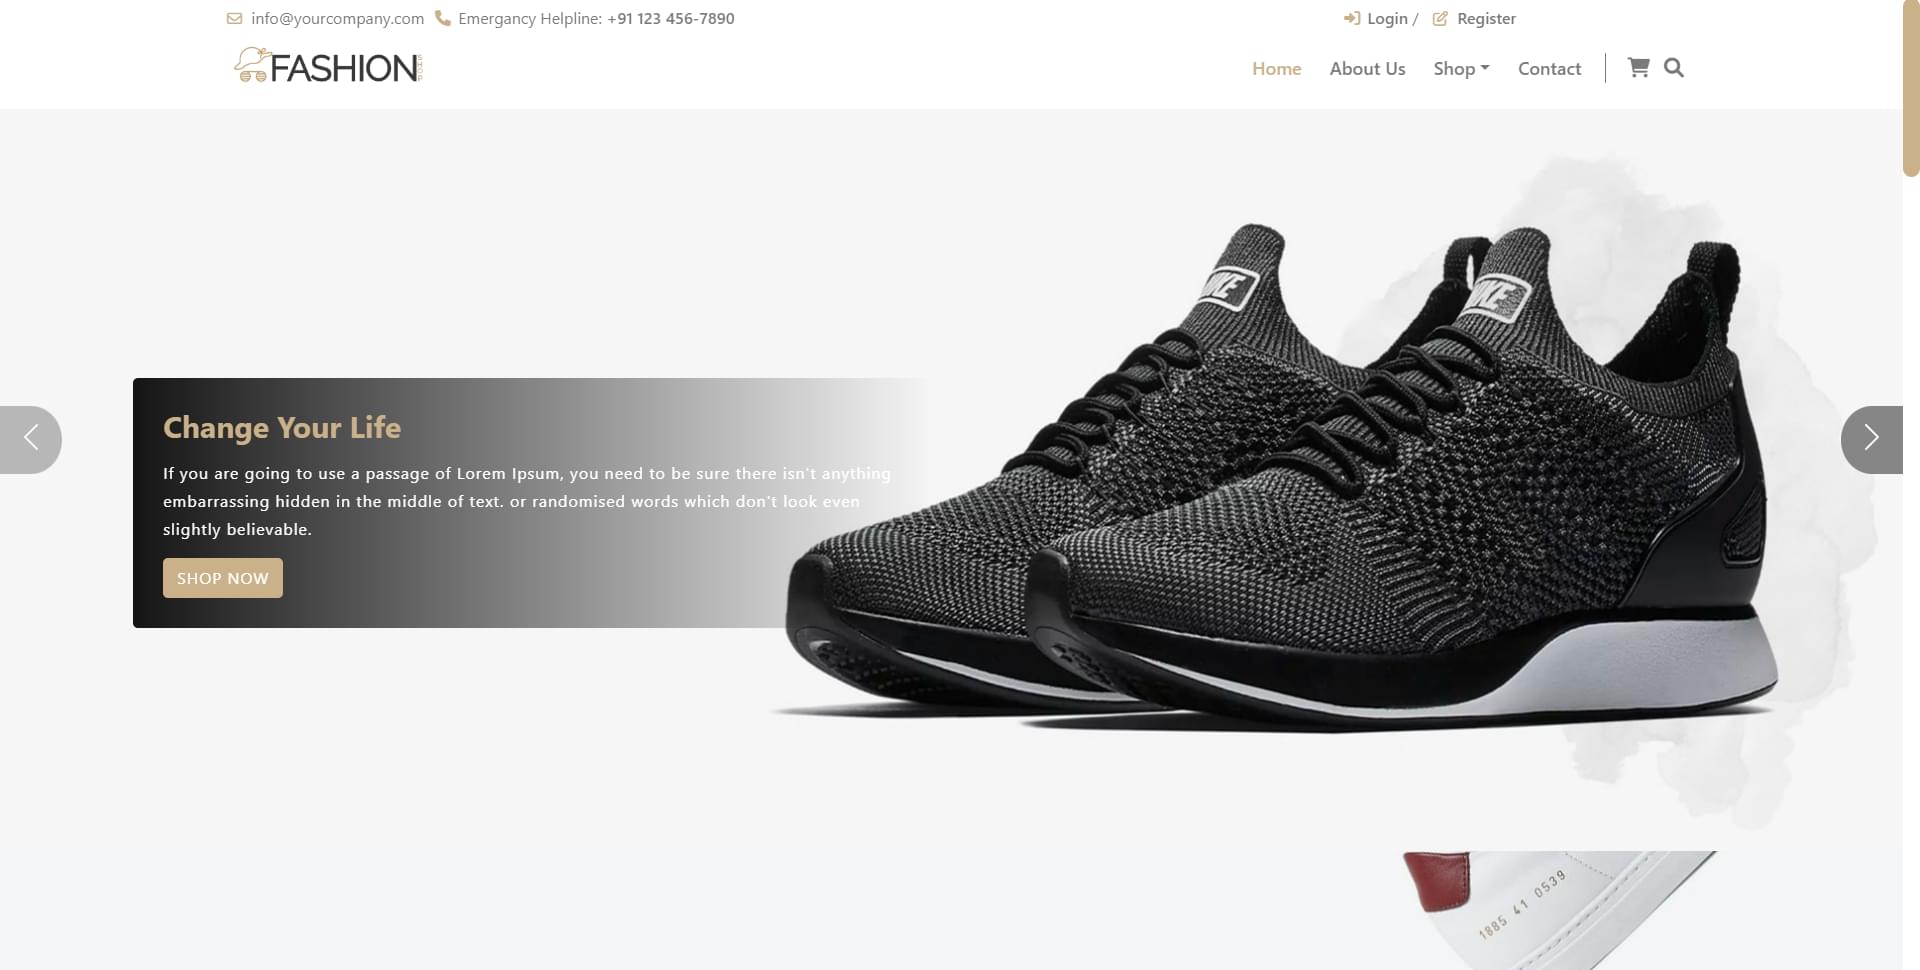 info@yourcompany.com Emergancy Helpline: +91 123 456-7890
Login / Register
FASHION
Home About Us Shop Contact
NIKE
NIKE
Change Your Life
If you are going to use a passage of Lorem Ipsum, you need to be sure there isn't anything
embarrassing hidden in the middle of text. or randomised words which don't look even
slightly believable.
SHOP NOW
1885 41 0539